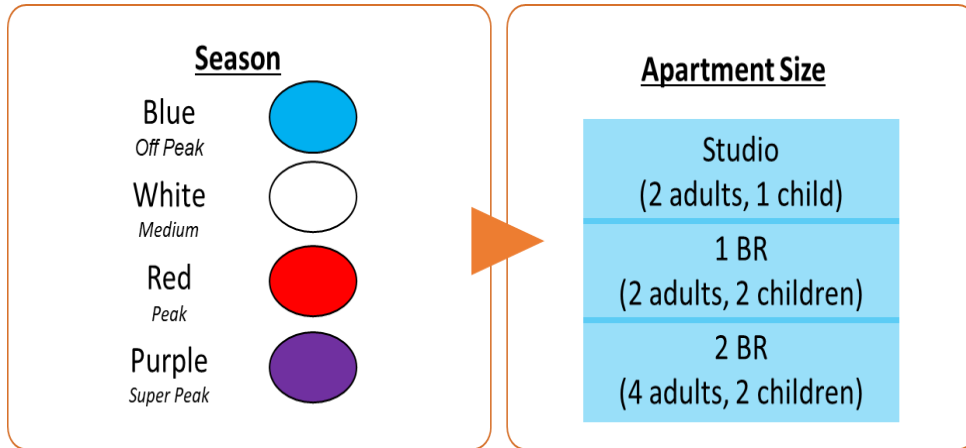 Season
Blue
Off Peak
White
Medium
Red
Peak
Purple
Super Peak
Apartment Size
Studio
(2 adults, 1 child)
1 BR
(2 adults, 2 children)
2 BR
(4 adults, 2 children)